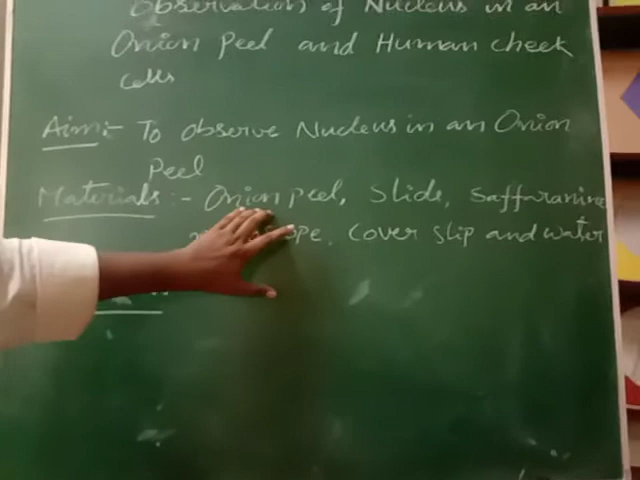 Observation of Nucleus in an
Onion Peel and Human cheek
cells
Aim:- To observe Nucleus in an Onion
Peel
Materials:- Onion peel, Slide, Saffaranine
Cover slip and water